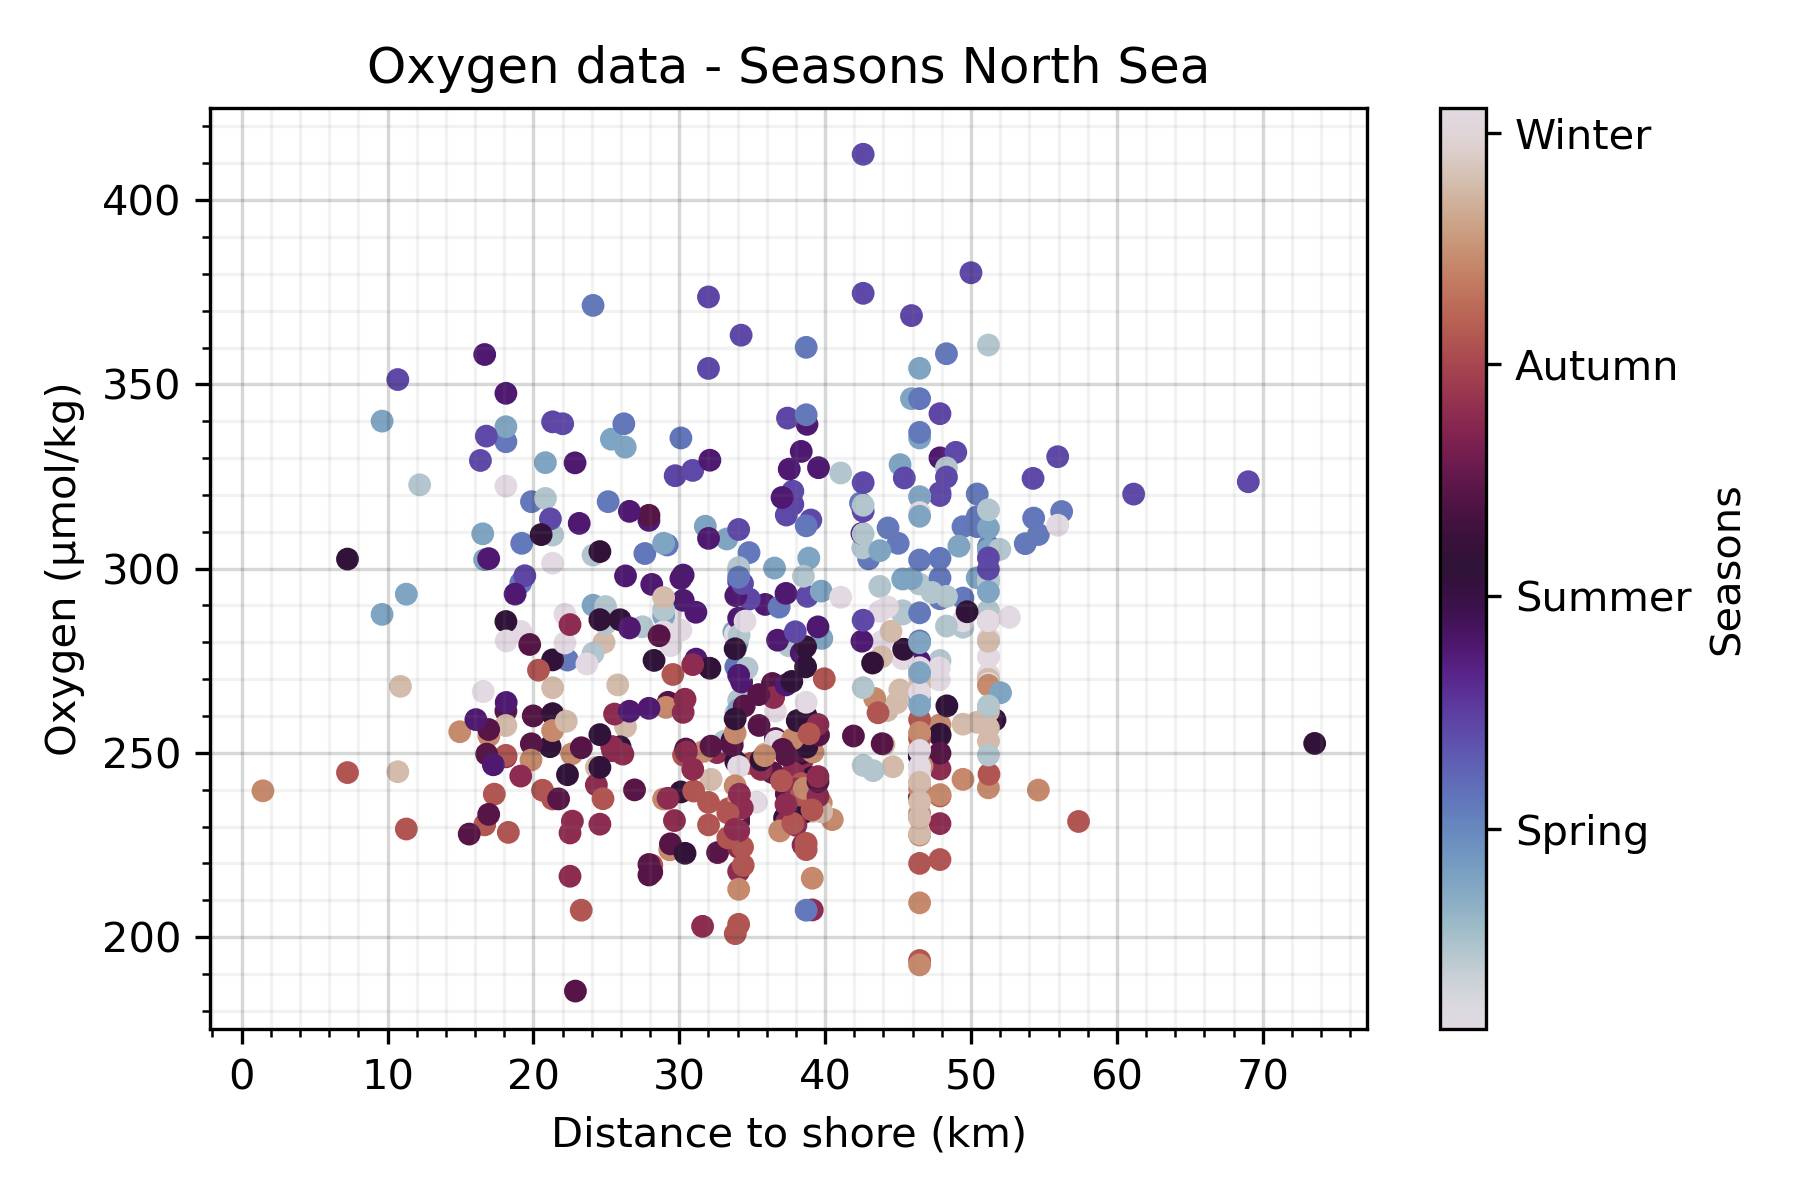 Oxygen data - Seasons North Sea
Oxygen (µmol/kg)
400
350
300
250
200
0 10 20 30 40 50 60 70
Distance to shore (km)
Winter
Autumn
Summer
Spring
Seasons